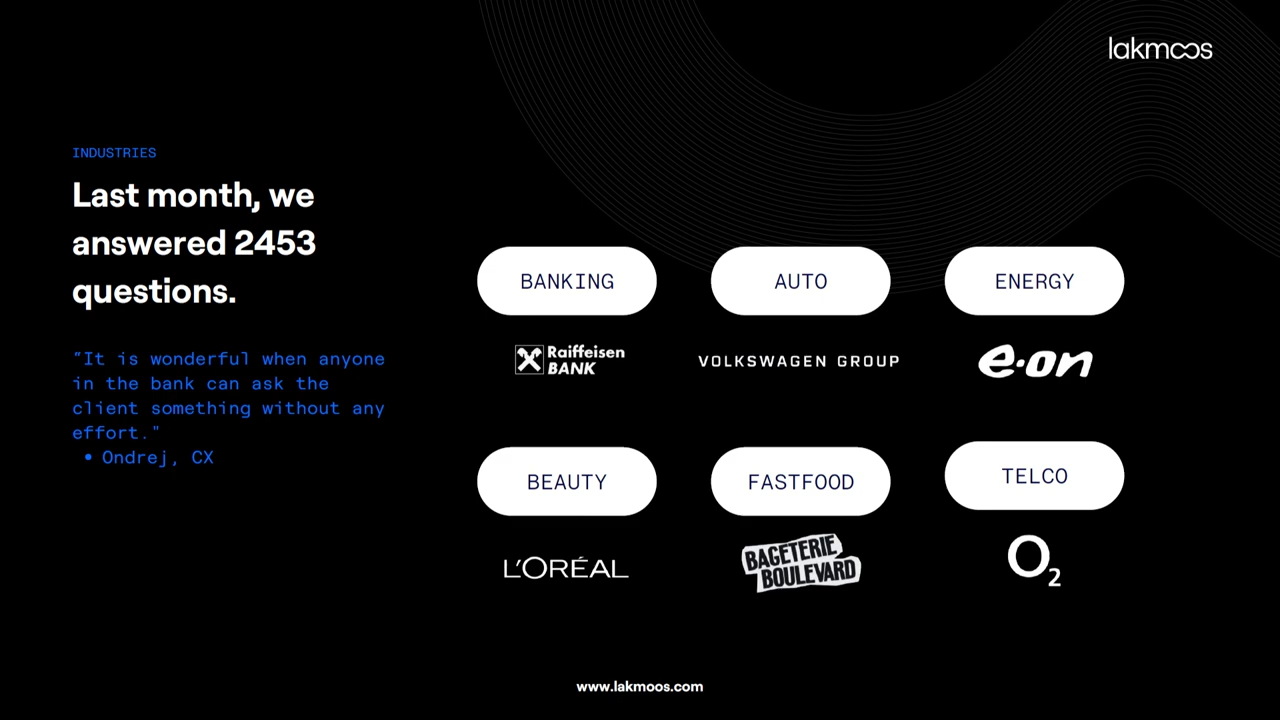 lakmoos
INDUSTRIES
Last month, we
answered 2453
questions.
"It is wonderful when anyone
in the bank can ask the
client something without any
effort."
• Ondrej, CX
BANKING
AUTO
ENERGY
Raiffeisen
BANK
VOLKSWAGEN GROUP
e·on
BEAUTY
FASTFOOD
TELCO
L'ORÉAL
BAGETERIE
BOULEVARD
O2
www.lakmoos.com